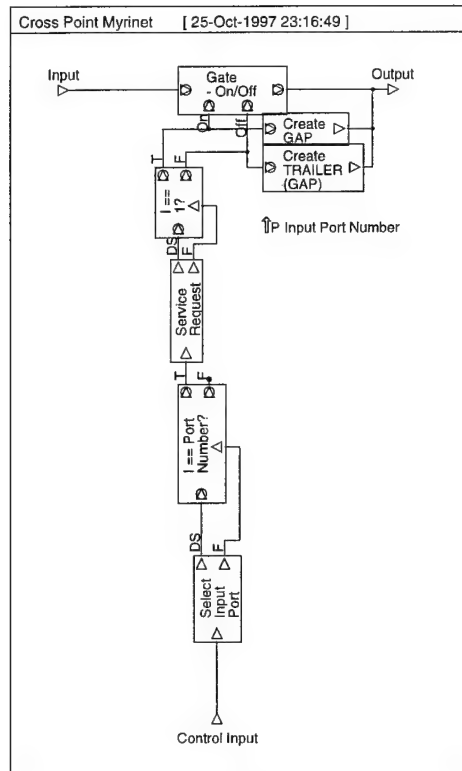 Cross Point Myrinet [ 25-Oct-1997 23:16:49 ]
Input
Gate
- On/Off
Output
On
Off
Create
GAP
Create
TRAILER
(GAP)
T
F
I ==
1?
⇑P Input Port Number
DS
F
Service
Request
T
F
I == Port
Number?
DS
F
Select
Input
Port
Control Input